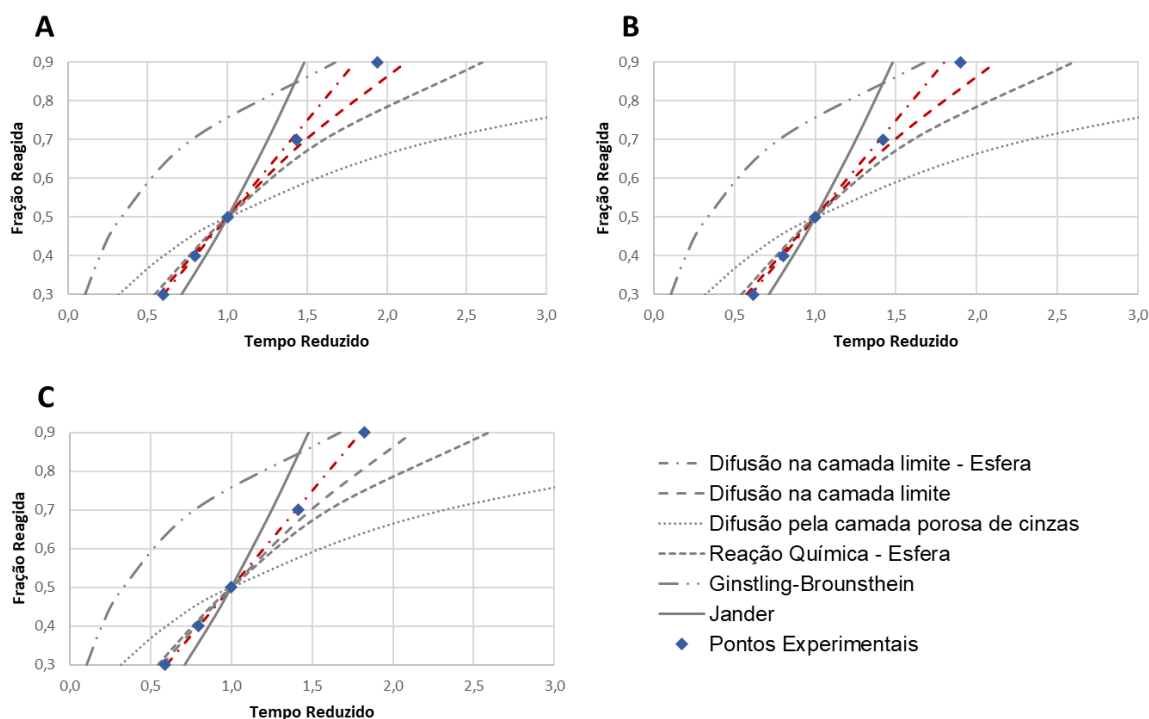 A
0,9
0,8
0,7
0,6
0,5
0,4
0,3
Fração Reagida
0,0 0,5 1,0 1,5 2,0 2,5 3,0
Tempo Reduzido
B
0,9
0,8
0,7
0,6
0,5
0,4
0,3
Fração Reagida
0,0 0,5 1,0 1,5 2,0 2,5 3,0
Tempo Reduzido
C
0,9
0,8
0,7
0,6
0,5
0,4
0,3
Fração Reagida
0,0 0,5 1,0 1,5 2,0 2,5 3,0
Tempo Reduzido
Difusão na camada limite - Esfera
Difusão na camada limite
Difusão pela camada porosa de cinzas
Reação Química - Esfera
Ginstling-Brounsthein
Jander
Pontos Experimentais